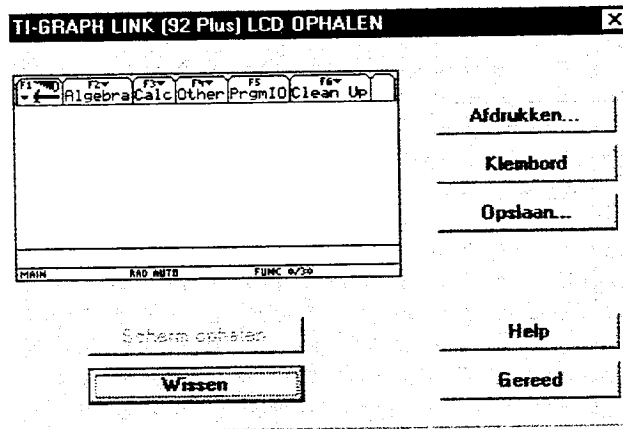 TI-GRAPH LINK (92 Plus) LCD OPHALEN
F1 F2 F3 F4 F5 F6
Algebra Calc Other PrgmIO Clean Up
MAIN RAD AUTO FUNC 0/30
Afdrukken...
Klembord
Opslaan...
Scherm ophalen
Help
Wissen
Gereed